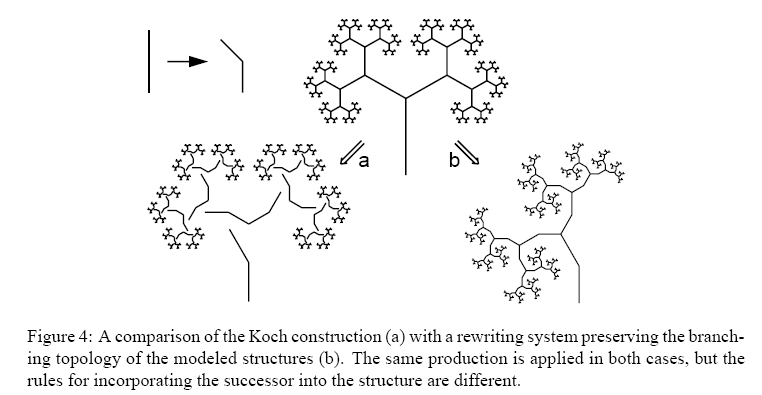 a
b
Figure 4: A comparison of the Koch construction (a) with a rewriting system preserving the branch-
ing topology of the modeled structures (b). The same production is applied in both cases, but the
rules for incorporating the successor into the structure are different.